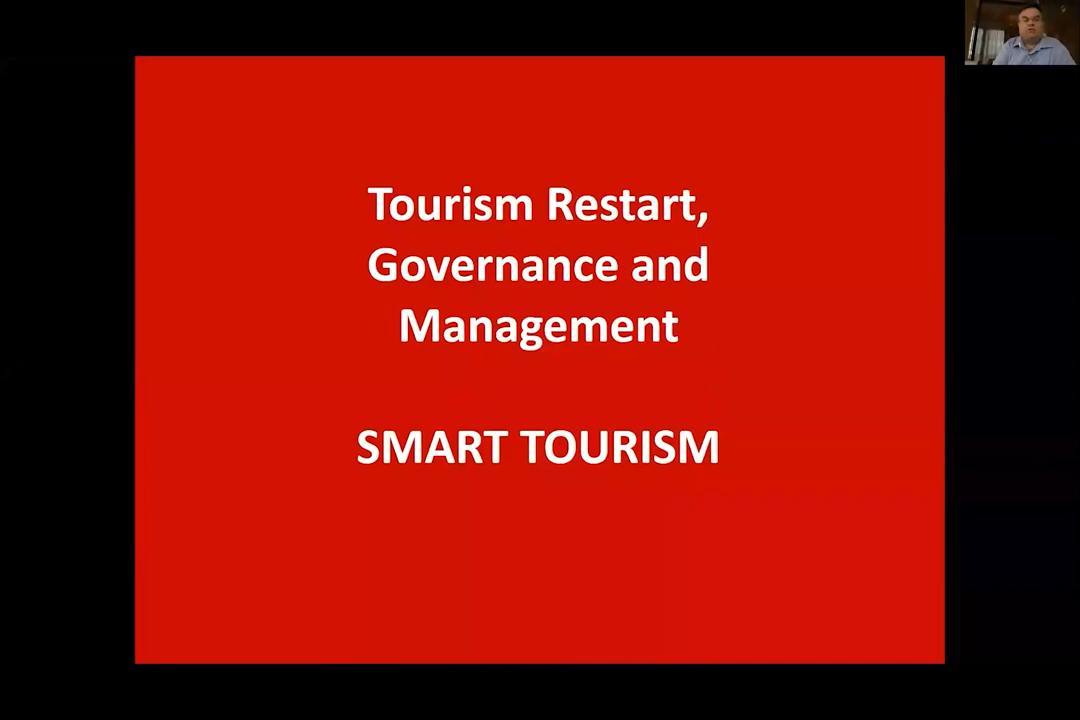 Tourism Restart,
Governance and
Management
SMART TOURISM